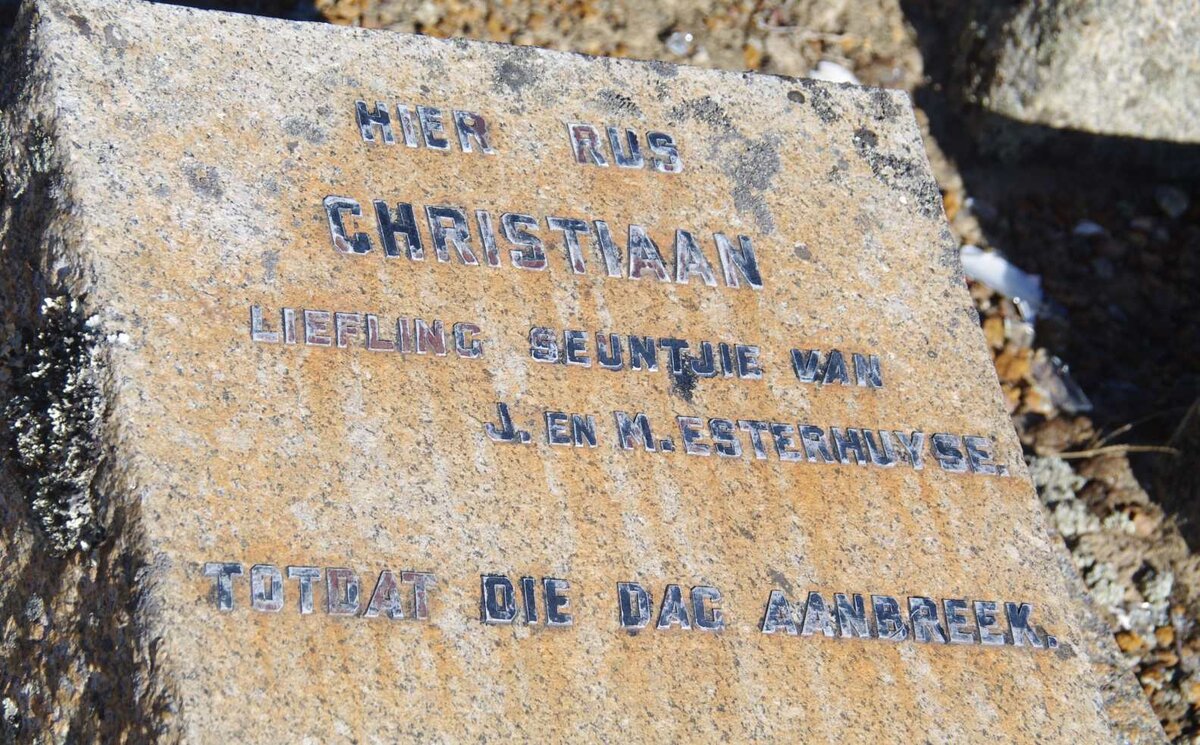 HIER RUS
CHRISTIAAN
LIEFLING SEUNTJIE VAN
J. EN M. ESTERHUYSE.
TOTDAT DIE DAG AANBREEK.